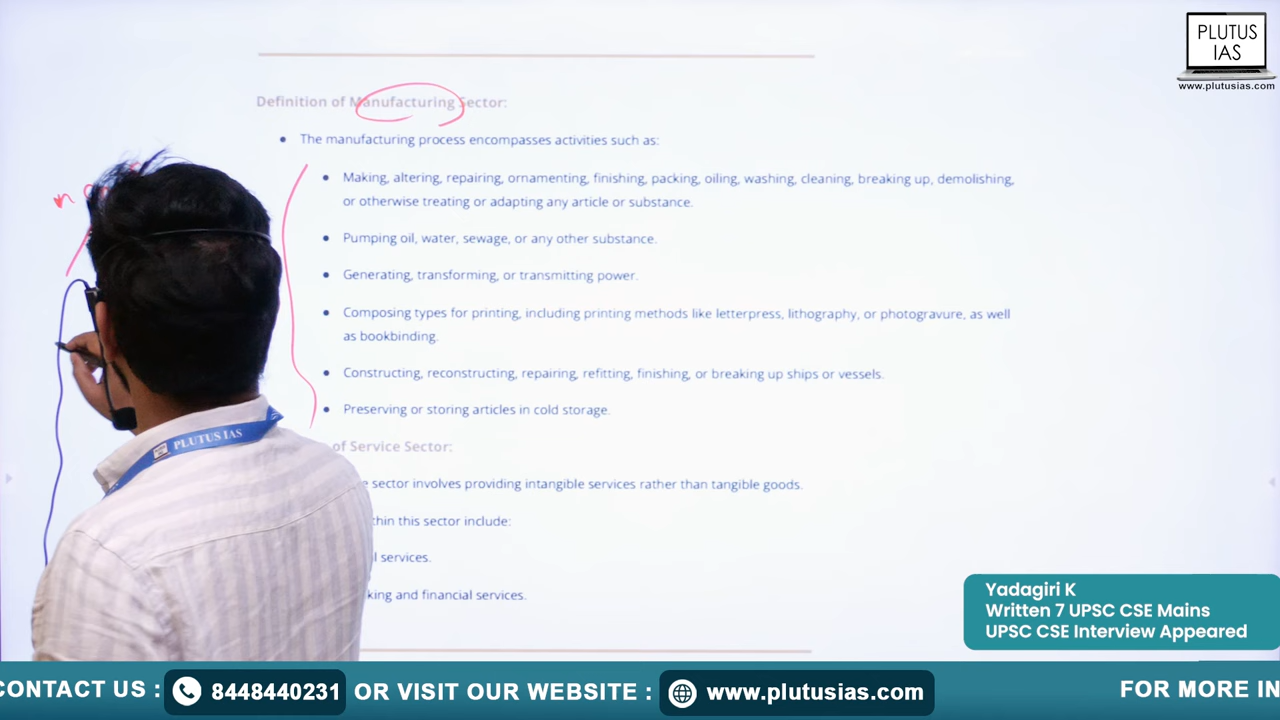 PLUTUS
IAS
www.plutusias.com
Definition of Manufacturing Sector:
The manufacturing process encompasses activities such as:
Making, altering, repairing, ornamenting, finishing, packing, oiling, washing, cleaning, breaking up, demolishing,
or otherwise treating or adapting any article or substance.
Pumping oil, water, sewage, or any other substance.
Generating, transforming, or transmitting power.
Composing types for printing, including printing methods like letterpress, lithography, or photogravure, as well
as bookbinding.
Constructing, reconstructing, repairing, refitting, finishing, or breaking up ships or vessels.
Preserving or storing articles in cold storage.
of Service Sector:
sector involves providing intangible services rather than tangible goods.
this sector include:
services.
and financial services.
PLUTUS IAS
Yadagiri K
Written 7 UPSC CSE Mains
UPSC CSE Interview Appeared
CONTACT US : 8448440231 OR VISIT OUR WEBSITE : www.plutusias.com FOR MORE IN